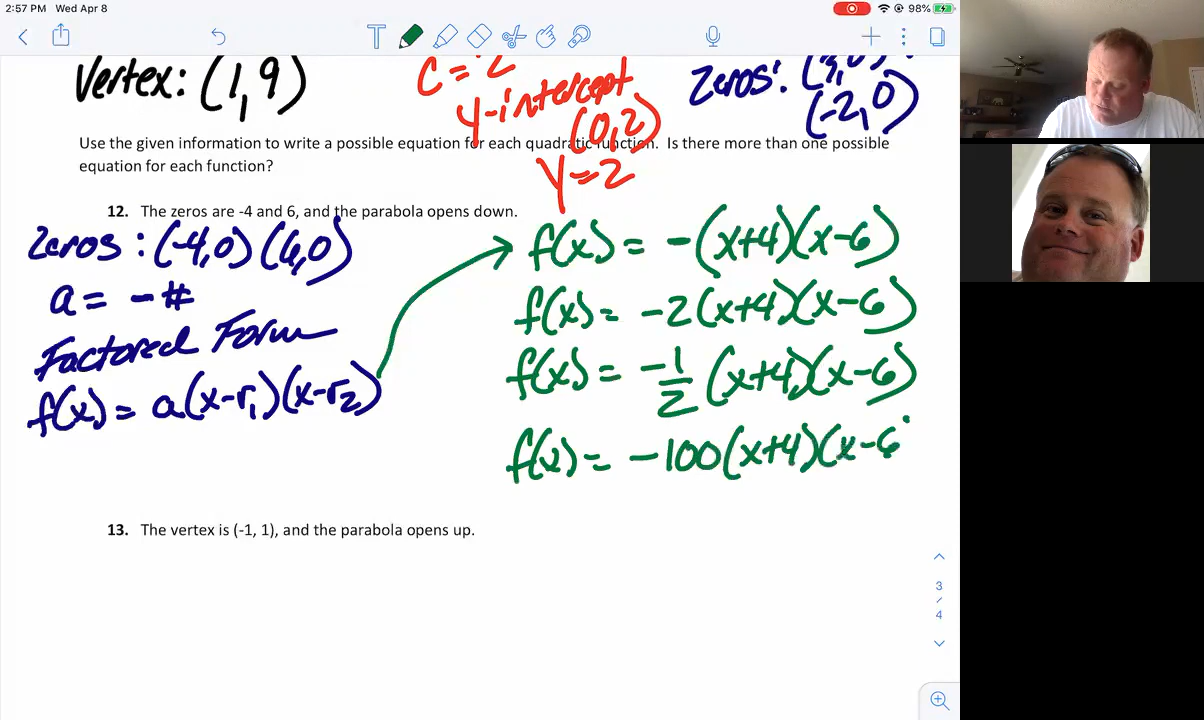 2:57 PM Wed Apr 8
98%
Vertex: (1,9)
C = 2
y-intercept
(0,2)
y=2
Zeros:
(-2,0)
Use the given information to write a possible equation for each quadratic function. Is there more than one possible
equation for each function?
12. The zeros are -4 and 6, and the parabola opens down.
Zeros: (-4,0) (6,0)
a = -#
Factored Form
f(x) = a(x-r₁)(x-r₂)
f(x) = -(x+4)(x-6)
f(x) = -2(x+4)(x-6)
f(x) = -1/2 (x+4)(x-6)
f(x) = -100(x+4)(x-6
13. The vertex is (-1, 1), and the parabola opens up.
3
/
4